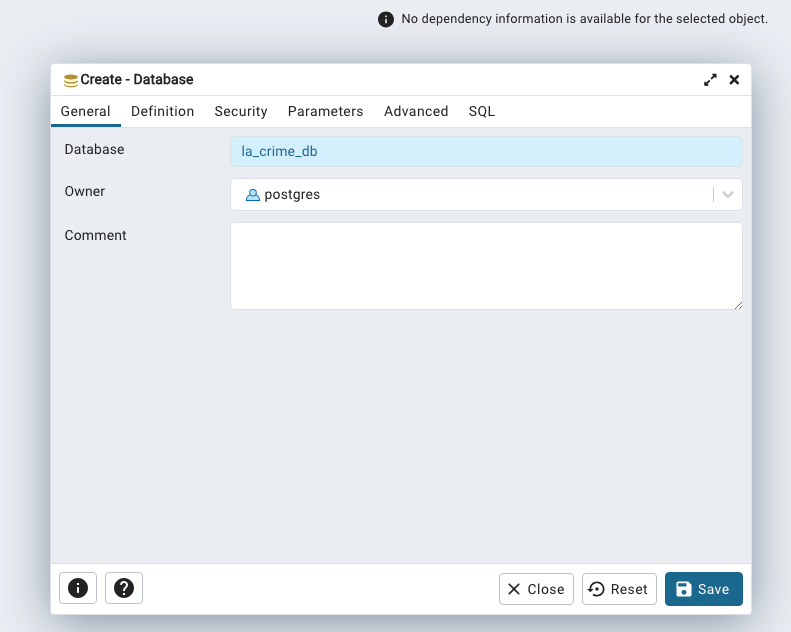 No dependency information is available for the selected object.
Create - Database
General Definition Security Parameters Advanced SQL
Database la_crime_db
Owner postgres
Comment
Close Reset Save